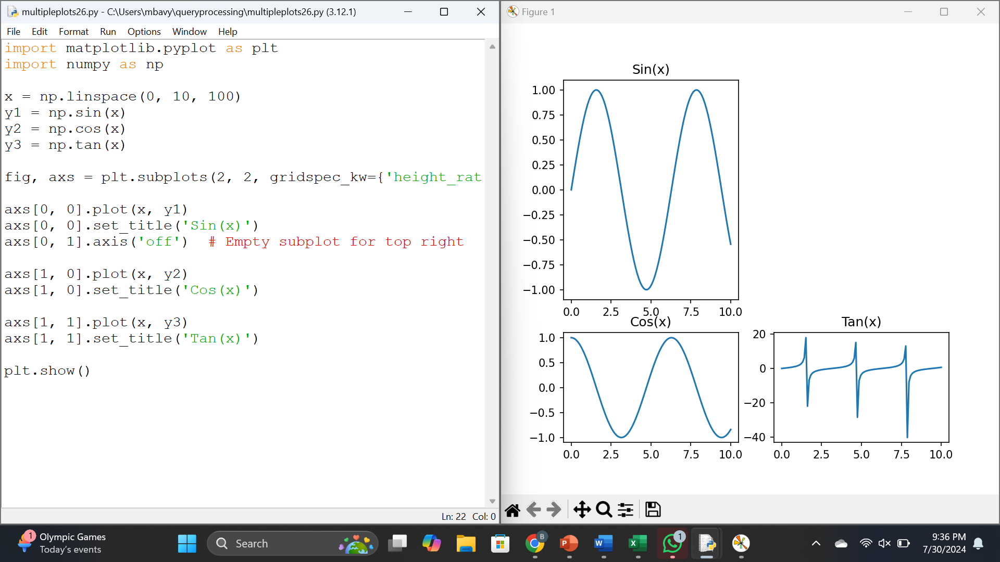 multipleplots26.py - C:\Users\mbavy\queryprocessing\multipleplots26.py (3.12.1)
File Edit Format Run Options Window Help
import matplotlib.pyplot as plt
import numpy as np
x = np.linspace(0, 10, 100)
y1 = np.sin(x)
y2 = np.cos(x)
y3 = np.tan(x)
fig, axs = plt.subplots(2, 2, gridspec_kw={'height_rat
axs[0, 0].plot(x, y1)
axs[0, 0].set_title('Sin(x)')
axs[0, 1].axis('off')  # Empty subplot for top right
axs[1, 0].plot(x, y2)
axs[1, 0].set_title('Cos(x)')
axs[1, 1].plot(x, y3)
axs[1, 1].set_title('Tan(x)')
plt.show()
Ln: 22 Col: 0
Figure 1
Sin(x)
1.00
0.75
0.50
0.25
0.00
−0.25
−0.50
−0.75
−1.00
0.0 2.5 5.0 7.5 10.0
Cos(x)
1.0
0.5
0.0
−0.5
−1.0
0.0 2.5 5.0 7.5 10.0
Tan(x)
20
0
−20
−40
0.0 2.5 5.0 7.5 10.0
1
Olympic Games
Today's events
Search
B
P
W
X
1
9:36 PM
7/30/2024